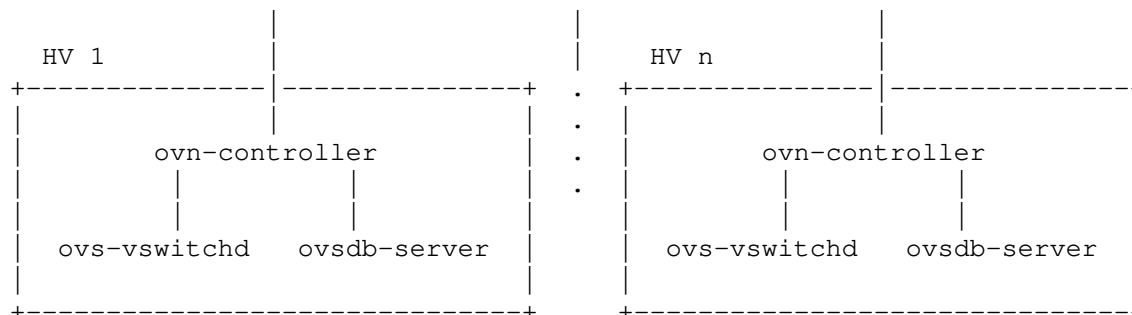 HV 1 HV n
ovn-controller ovn-controller
ovs-vswitchd ovsdb-server ovs-vswitchd ovsdb-server